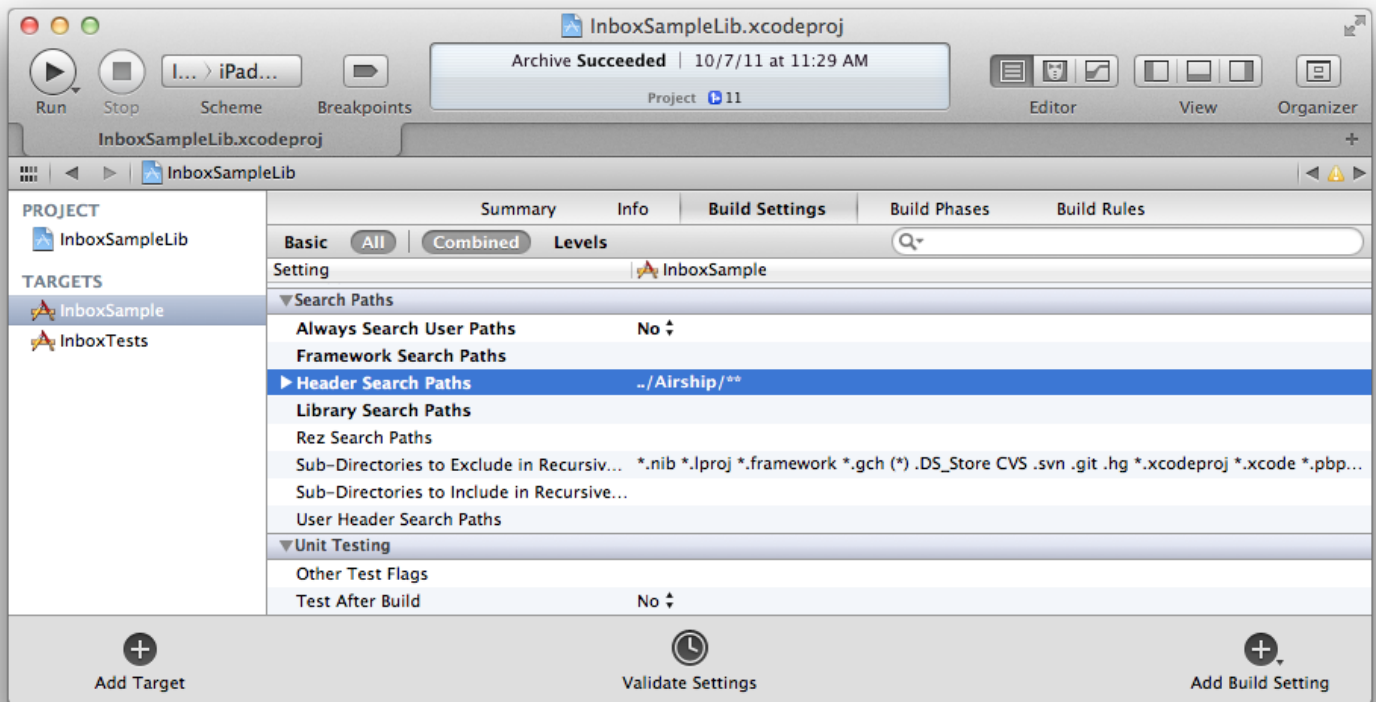 InboxSampleLib.xcodeproj
I... > iPad...
Archive Succeeded | 10/7/11 at 11:29 AM
Project 11
Run Stop Scheme Breakpoints Editor View Organizer
InboxSampleLib.xcodeproj
InboxSampleLib
PROJECT
InboxSampleLib
TARGETS
InboxSample
InboxTests
Summary Info Build Settings Build Phases Build Rules
Basic All Combined Levels
Setting InboxSample
Search Paths
Always Search User Paths No
Framework Search Paths
Header Search Paths ../Airship/**
Library Search Paths
Rez Search Paths
Sub-Directories to Exclude in Recursiv... *.nib *.lproj *.framework *.gch (*) .DS_Store CVS .svn .git .hg *.xcodeproj *.xcode *.pbp...
Sub-Directories to Include in Recursive...
User Header Search Paths
Unit Testing
Other Test Flags
Test After Build No
Add Target Validate Settings Add Build Setting